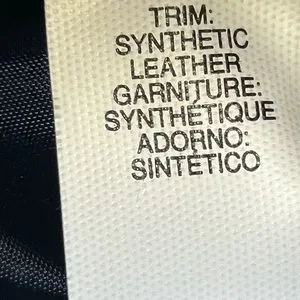 TRIM:
SYNTHETIC
LEATHER
GARNITURE:
SYNTHÉTIQUE
ADORNO:
SINTÉTICO